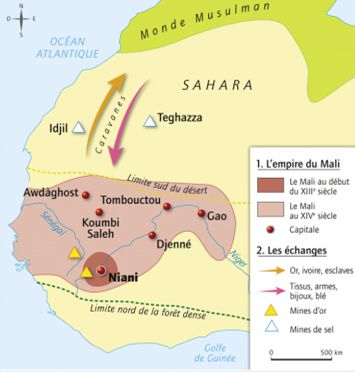 N
O
E
S
OCÉAN
ATLANTIQUE
Monde Musulman
SAHARA
Caravanes
Idjil
Teghazza
Limite sud du désert
Awdaghost
Tombouctou
Koumbi
Saleh
Gao
Djenné
Sénégal
Niger
Niani
Limite nord de la forêt dense
Golfe
de Guinée
1. L'empire du Mali
Le Mali au début
du XIIIe siècle
Le Mali
au XIVe siècle
Capitale
2. Les échanges
Or, ivoire, esclaves
Tissus, armes,
bijoux, blé
Mines d'or
Mines de sel
0
500 km